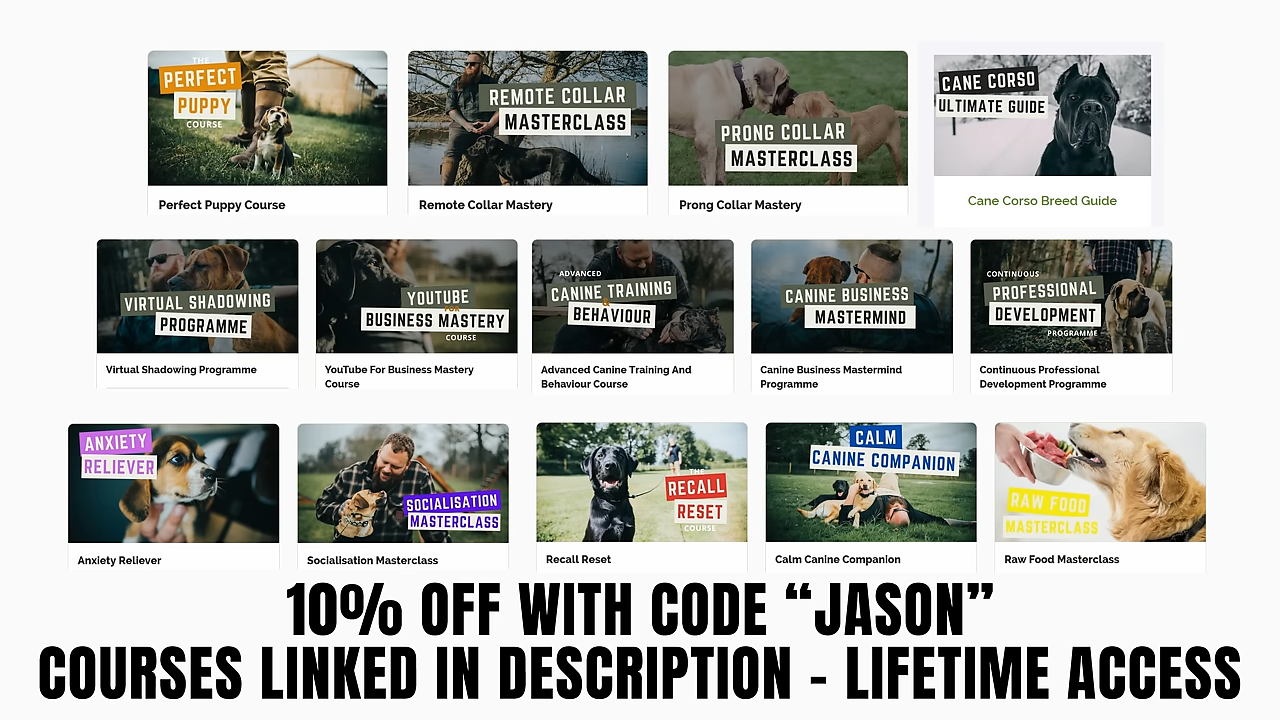 THE
PERFECT
PUPPY
COURSE
Perfect Puppy Course
REMOTE COLLAR
MASTERCLASS
Remote Collar Mastery
PRONG COLLAR
MASTERCLASS
Prong Collar Mastery
CANE CORSO
ULTIMATE GUIDE
Cane Corso Breed Guide
VIRTUAL SHADOWING
PROGRAMME
Virtual Shadowing Programme
YOUTUBE
FOR
BUSINESS MASTERY
COURSE
YouTube For Business Mastery
Course
ADVANCED
CANINE TRAINING
&
BEHAVIOUR
Advanced Canine Training And
Behaviour Course
CANINE BUSINESS
MASTERMIND
Canine Business Mastermind
Programme
CONTINUOUS
PROFESSIONAL
DEVELOPMENT
PROGRAMME
Continuous Professional
Development Programme
ANXIETY
RELIEVER
Anxiety Reliever
SOCIALISATION
MASTERCLASS
Socialisation Masterclass
THE
RECALL
RESET
COURSE
Recall Reset
CALM
CANINE COMPANION
Calm Canine Companion
RAW FOOD
MASTERCLASS
Raw Food Masterclass
10% OFF WITH CODE “JASON”
COURSES LINKED IN DESCRIPTION - LIFETIME ACCESS